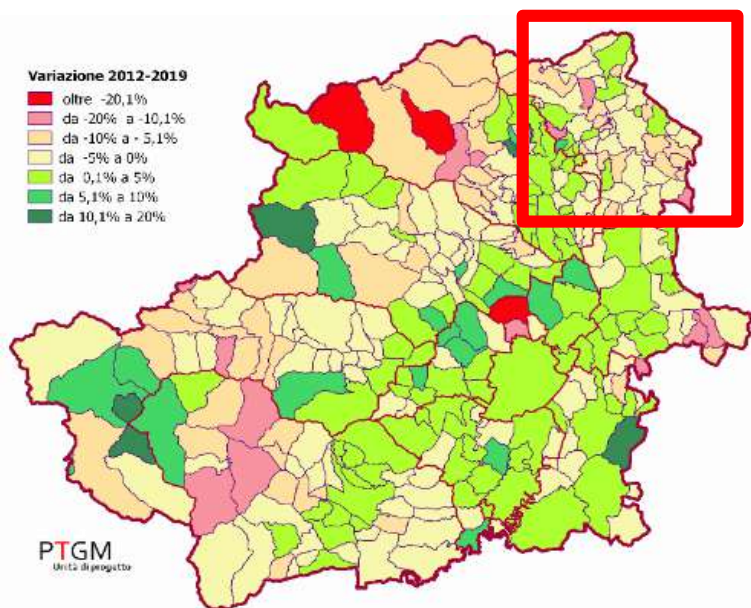 Variazione 2012-2019
oltre -20,1%
da -20% a -10,1%
da -10% a - 5,1%
da -5% a 0%
da 0,1% a 5%
da 5,1% a 10%
da 10,1% a 20%
PTGM
Unità di progetto